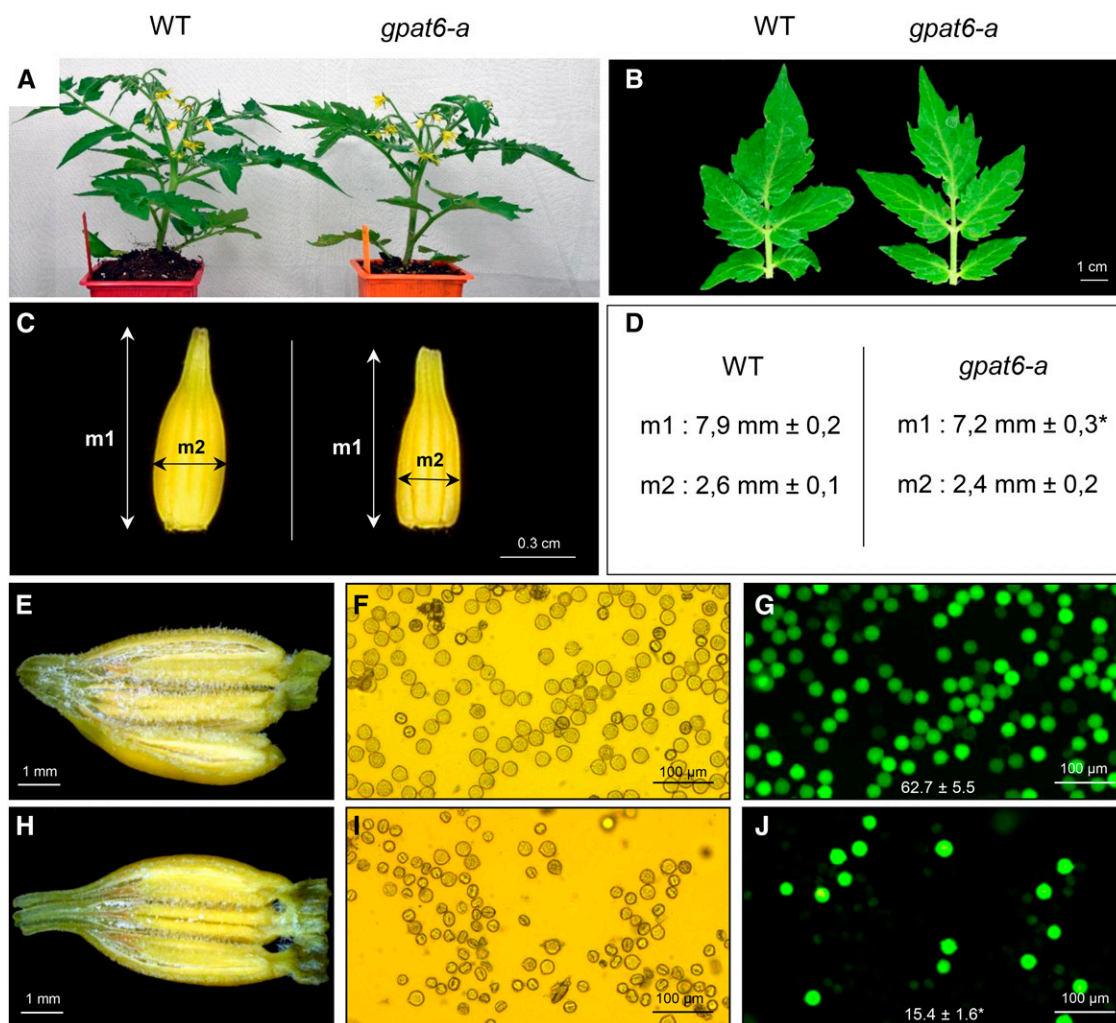 WT gpat6-a WT gpat6-a
A
B
1 cm
C
m1
m2
m1
m2
0.3 cm
D
WT gpat6-a
m1 : 7,9 mm ± 0,2 m1 : 7,2 mm ± 0,3*
m2 : 2,6 mm ± 0,1 m2 : 2,4 mm ± 0,2
E
1 mm
F
100 µm
G
100 µm
62.7 ± 5.5
H
1 mm
I
100 µm
J
100 µm
15.4 ± 1.6*